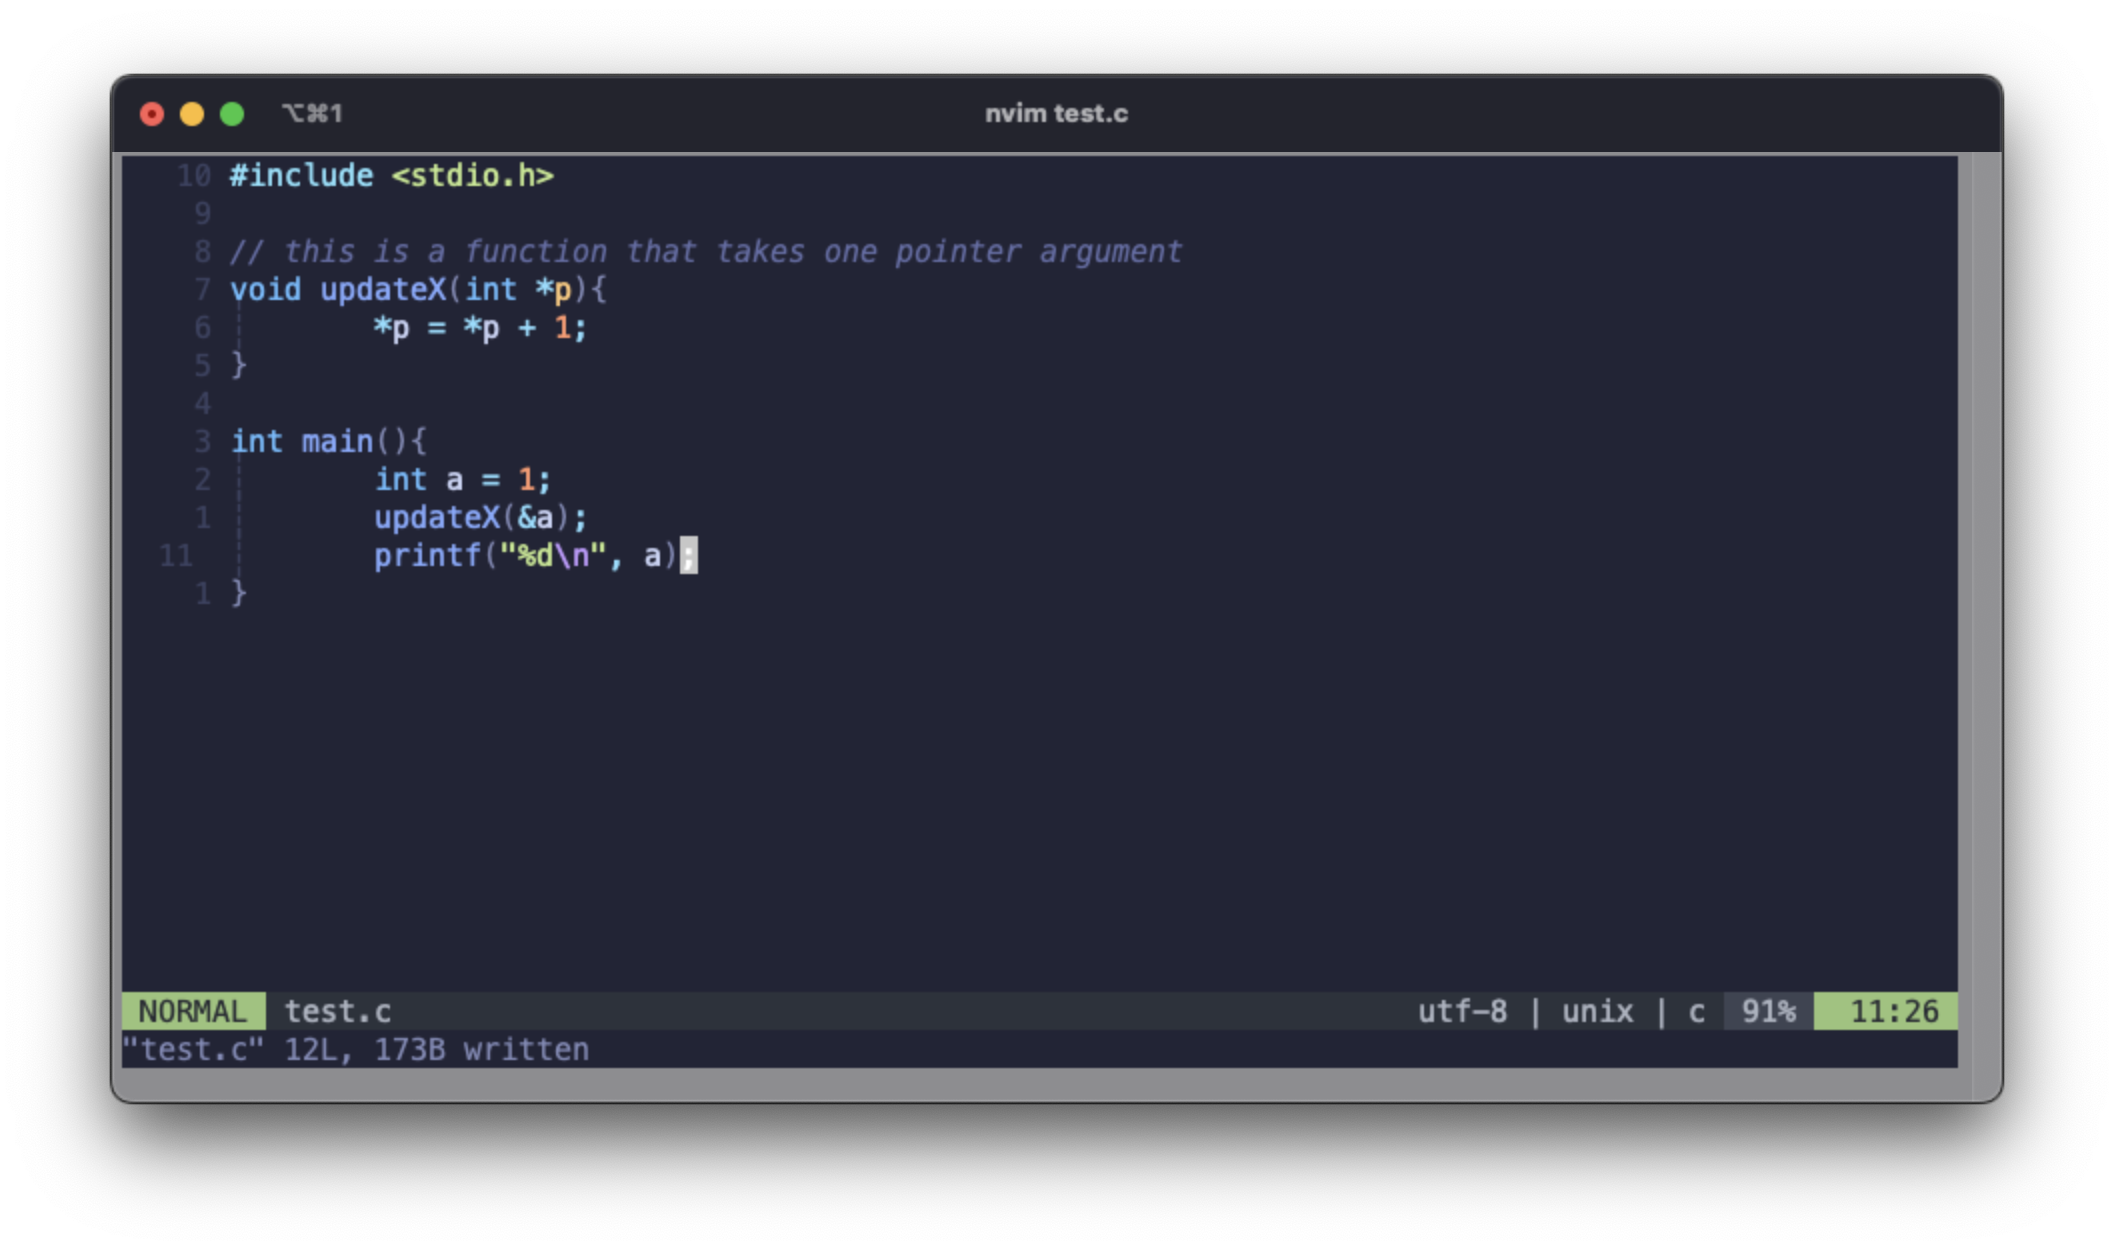 ⌥⌘1 nvim test.c
10 #include <stdio.h>
9
8 // this is a function that takes one pointer argument
7 void updateX(int *p){
6         *p = *p + 1;
5 }
4
3 int main(){
2         int a = 1;
1         updateX(&a);
11         printf("%d\n", a);
1 }
NORMAL test.c utf-8 | unix | c 91% 11:26
"test.c" 12L, 173B written